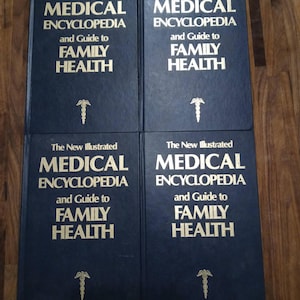 MEDICAL
ENCYCLOPEDIA
and Guide to
FAMILY
HEALTH
MEDICAL
ENCYCLOPEDIA
and Guide to
FAMILY
HEALTH
The New Illustrated
MEDICAL
ENCYCLOPEDIA
and Guide to
FAMILY
HEALTH
The New Illustrated
MEDICAL
ENCYCLOPEDIA
and Guide to
FAMILY
HEALTH